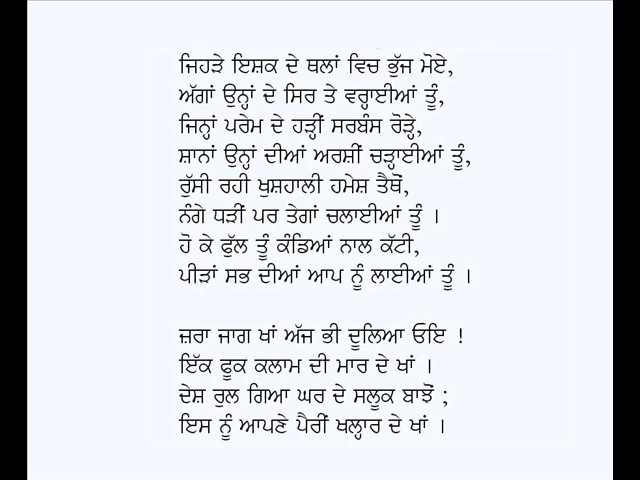 ਜਿਹੜੇ ਇਸ਼ਕ ਦੇ ਥਲਾਂ ਵਿਚ ਭੁੱਜ ਮੋਏ,
ਅੱਗਾਂ ਉਨ੍ਹਾਂ ਦੇ ਸਿਰ ਤੇ ਵਰ੍ਹਾਈਆਂ ਤੂੰ,
ਜਿਨ੍ਹਾਂ ਪਰੇਮ ਦੇ ਹੜ੍ਹੀਂ ਸਰਬੰਸ ਰੋੜ੍ਹੇ,
ਸ਼ਾਨਾਂ ਉਨ੍ਹਾਂ ਦੀਆਂ ਅਰਸ਼ੀਂ ਚੜ੍ਹਾਈਆਂ ਤੂੰ,
ਰੁੱਸੀ ਰਹੀ ਖੁਸ਼ਹਾਲੀ ਹਮੇਸ਼ ਤੈਥੋਂ,
ਨੰਗੇ ਧੜੀਂ ਪਰ ਤੇਗਾਂ ਚਲਾਈਆਂ ਤੂੰ ।
ਹੋ ਕੇ ਫੁੱਲ ਤੂੰ ਕੰਡਿਆਂ ਨਾਲ ਕੱਟੀ,
ਪੀੜਾਂ ਸਭ ਦੀਆਂ ਆਪ ਨੂੰ ਲਾਈਆਂ ਤੂੰ ।
ਜ਼ਰਾ ਜਾਗ ਖਾਂ ਅੱਜ ਭੀ ਦੂਲਿਆ ਓਇ !
ਇੱਕ ਫੂਕ ਕਲਾਮ ਦੀ ਮਾਰ ਦੇ ਖਾਂ ।
ਦੇਸ਼ ਰੁਲ ਗਿਆ ਘਰ ਦੇ ਸਲੂਕ ਬਾਝੋਂ ;
ਇਸ ਨੂੰ ਆਪਣੇ ਪੈਰੀਂ ਖਲ੍ਹਾਰ ਦੇ ਖਾਂ ।